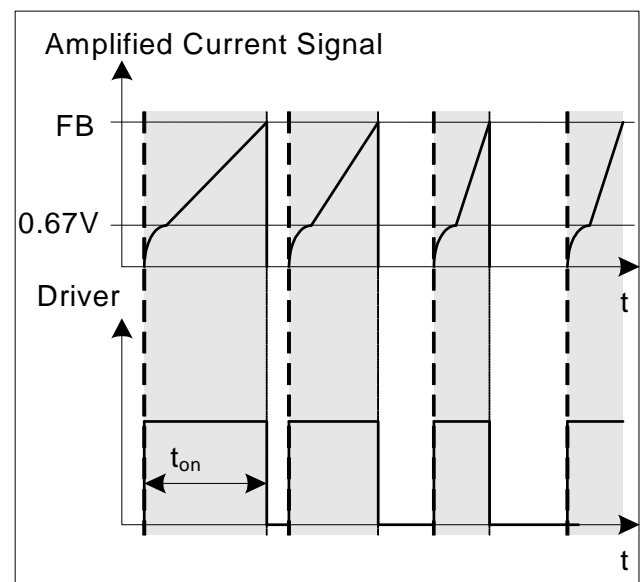 Amplified Current Signal
FB
0.67V
t
Driver
ton
t